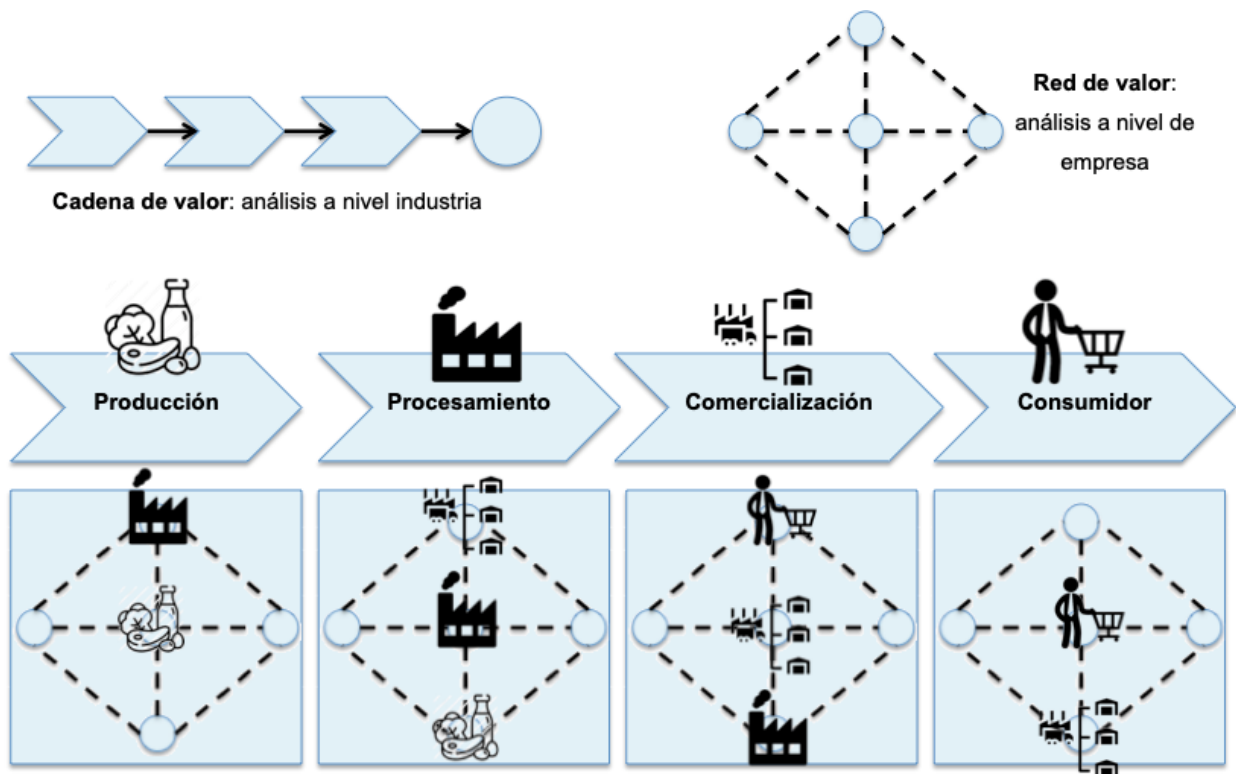 Red de valor:
análisis a nivel de
empresa
Cadena de valor: análisis a nivel industria
Producción
Procesamiento
Comercialización
Consumidor